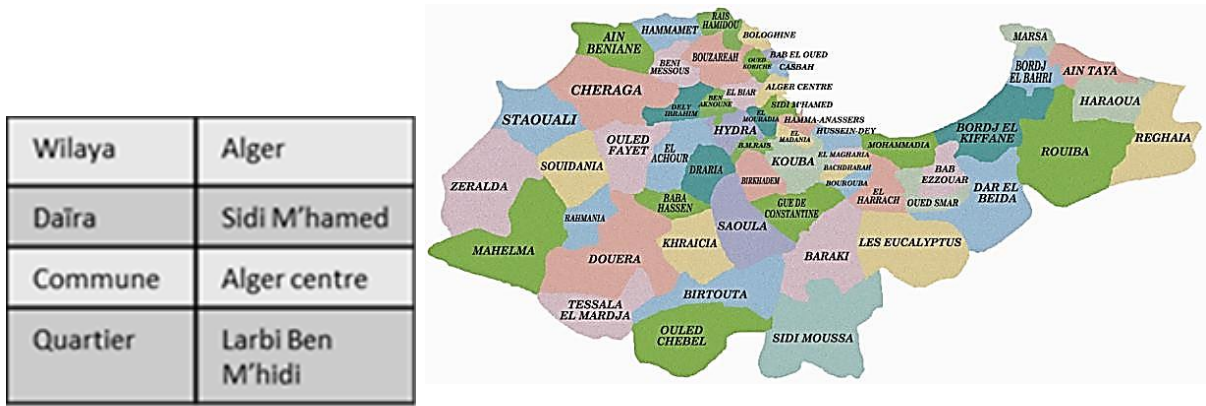 Wilaya Alger
Daïra Sidi M'hamed
Commune Alger centre
Quartier Larbi Ben
M'hidi
RAIS
HAMIDOU
HAMMAMET
BOLOGHINE
AIN
BENIANE
BAB EL OUED
BOUZAREAH
OUED
KORICHE
BENI
MESSOUS
CASBAH
CHERAGA
EL BIAR
ALGER CENTRE
DELY
IBRAHIM
BEN
AKNOUNE
SIDI M'HAMED
EL
MOURADIA
HAMMA-ANASSERS
STAOUALI
OULED
FAYET
HYDRA
EL
MADANIA
HUSSEIN-DEY
EL
ACHOUR
B.M.RAIS
KOUBA
EL MAGHARIA
MOHAMMADIA
SOUIDANIA
DRARIA
BIRKHADEM
BACHDHARAH
BOUROUBA
ZERALDA
BABA
HASSEN
GUE DE
CONSTANTINE
EL
HARRACH
RAHMANIA
SAOULA
MAHELMA
DOUERA
KHRAICIA
BARAKI
LES EUCALYPTUS
TESSALA
EL MARDJA
BIRTOUTA
OULED
CHEBEL
SIDI MOUSSA
MARSA
BORDJ
EL BAHRI
AIN TAYA
HARAOUA
BORDJ EL
KIFFANE
ROUIBA
REGHAIA
BAB
EZZOUAR
DAR EL
BEIDA
OUED SMAR